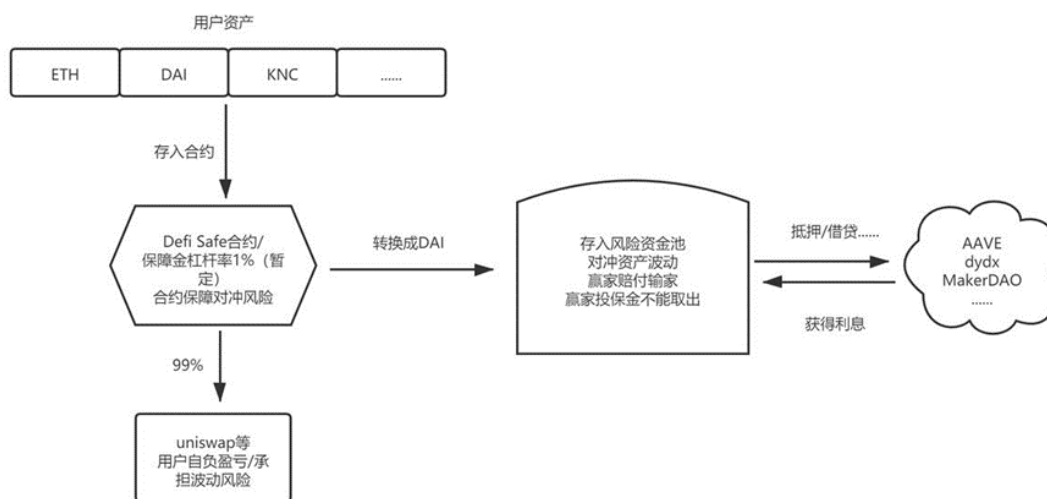 用户资产
ETH
DAI
KNC
......
存入合约
Defi Safe合约/
保障金杠杆率1%（暂
定）
合约保障对冲风险
转换成DAI
存入风险资金池
对冲资产波动
赢家赔付输家
赢家投保金不能取出
抵押/借贷......
获得利息
AAVE
dydx
MakerDAO
......
99%
uniswap等
用户自负盈亏/承
担波动风险